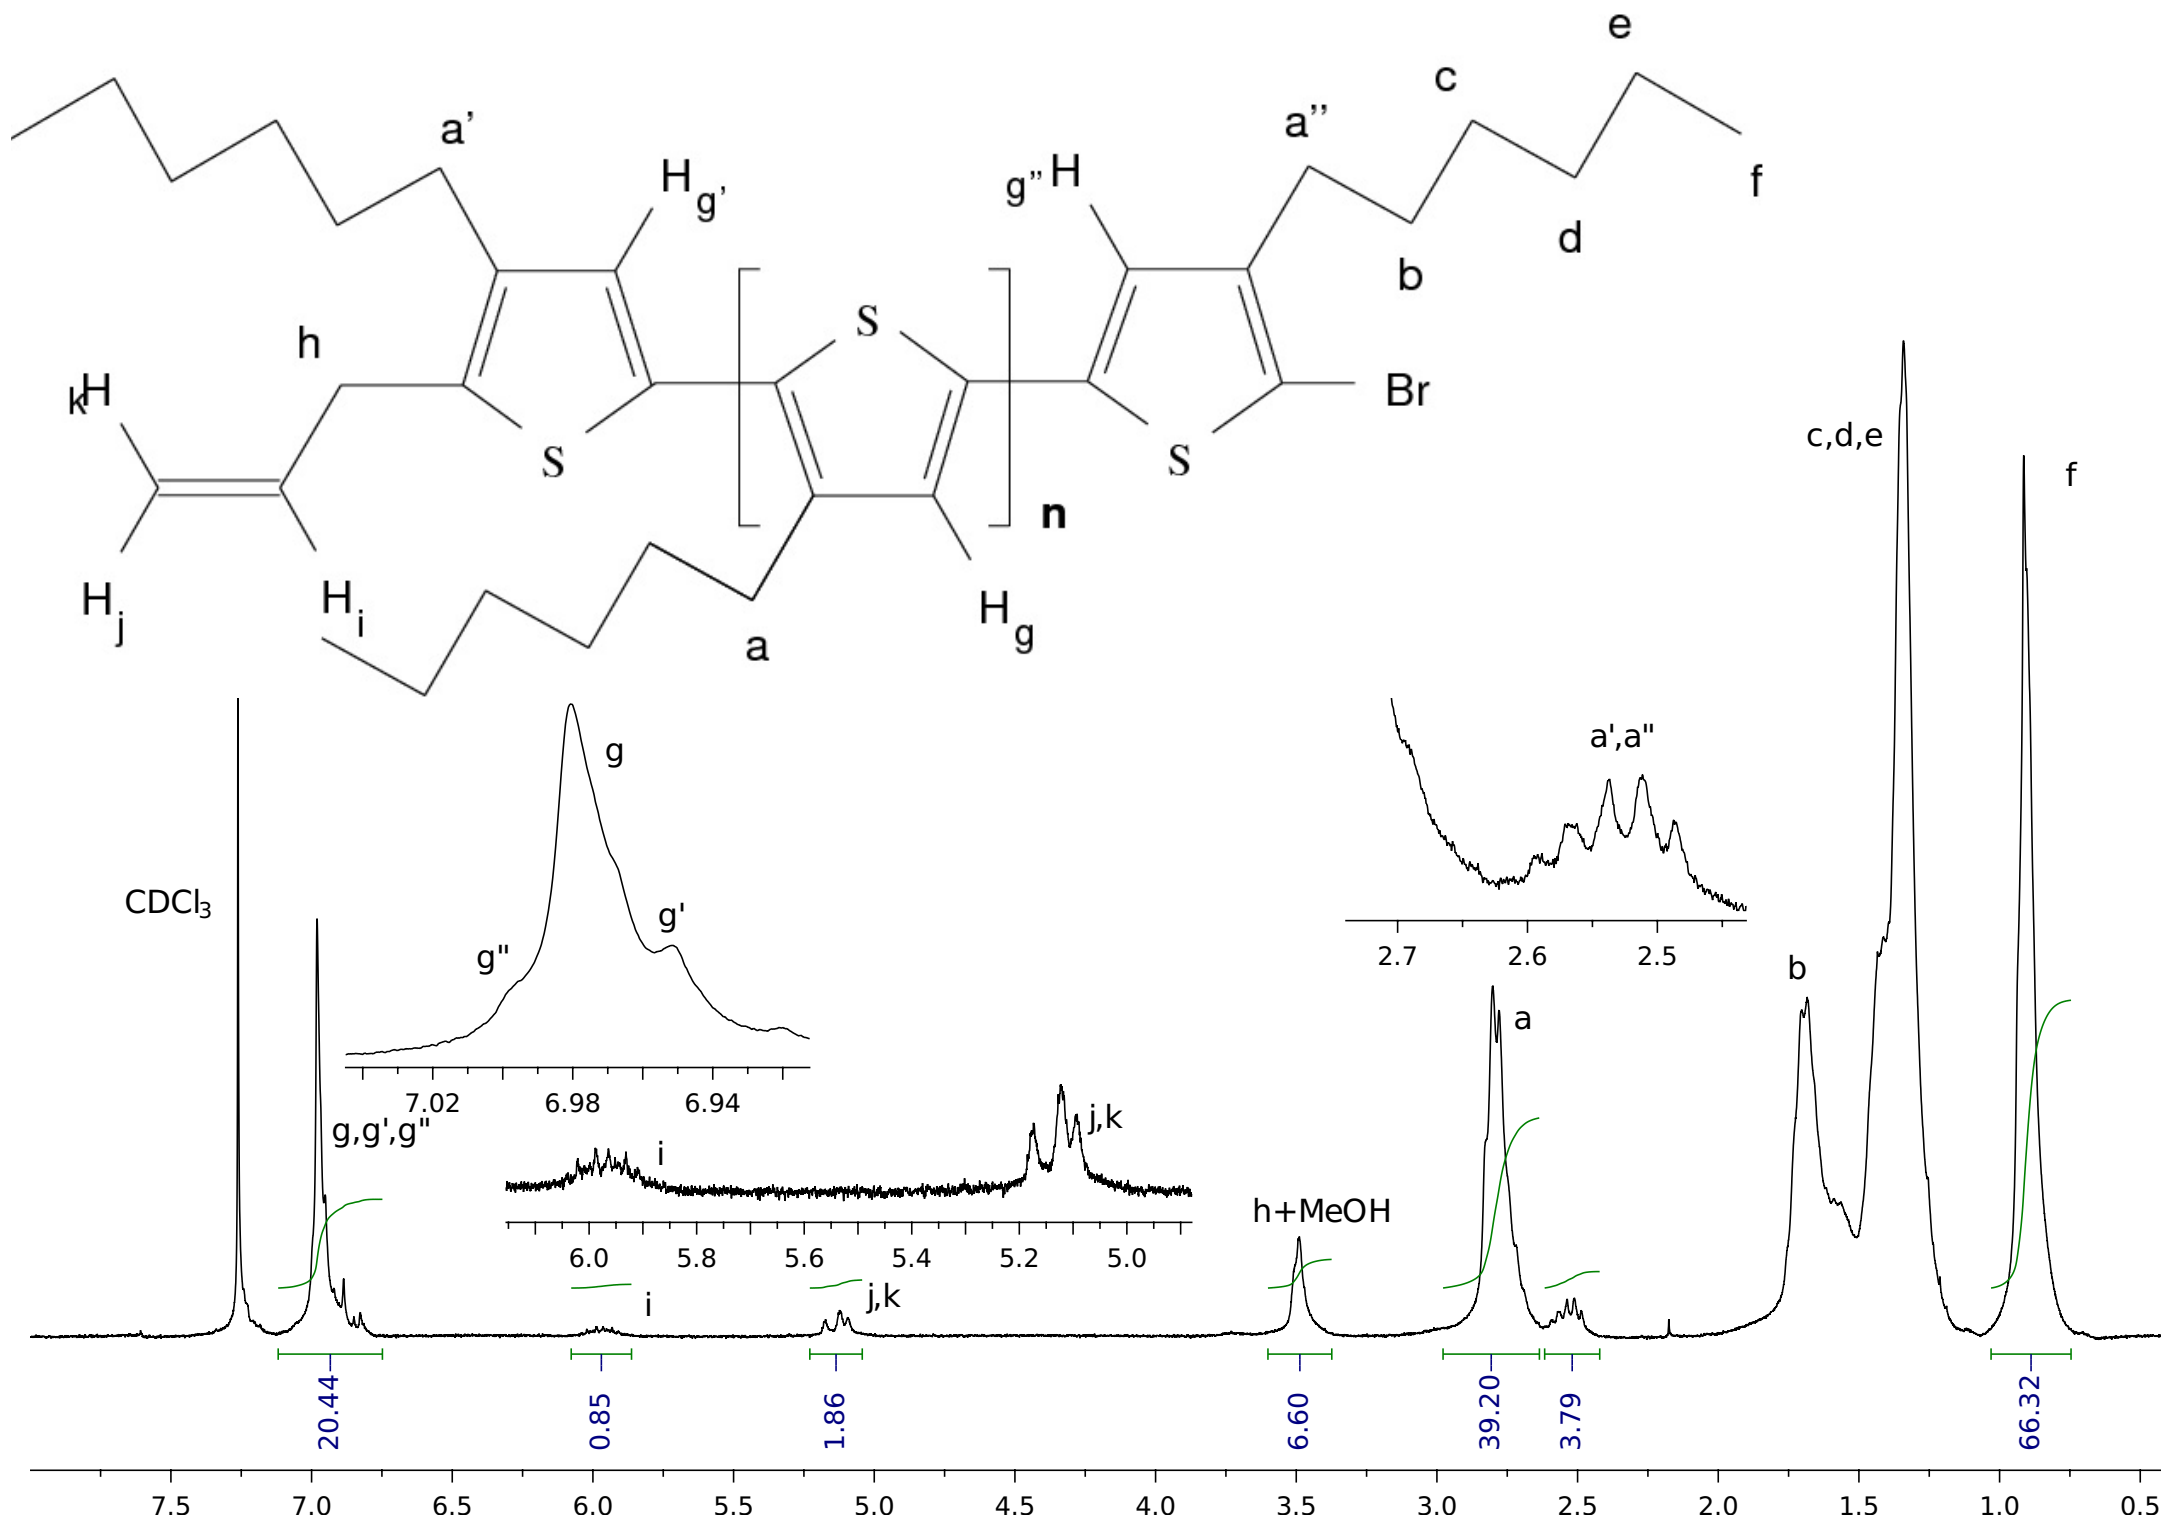 e
c
a'
a’’
H
g’
g” H
f
d
b
S
h
kH
Br
S
S
n
H
j
H
i
H
g
a
g
a',a"
c,d,e
f
CDCl3
g'
g"
2.7 2.6 2.5
b
a
7.02 6.98 6.94
g,g',g"
j,k
i
h+MeOH
6.0 5.8 5.6 5.4 5.2 5.0
i
j,k
20.44 0.85 1.86 6.60 39.20 3.79 66.32
7.5 7.0 6.5 6.0 5.5 5.0 4.5 4.0 3.5 3.0 2.5 2.0 1.5 1.0 0.5